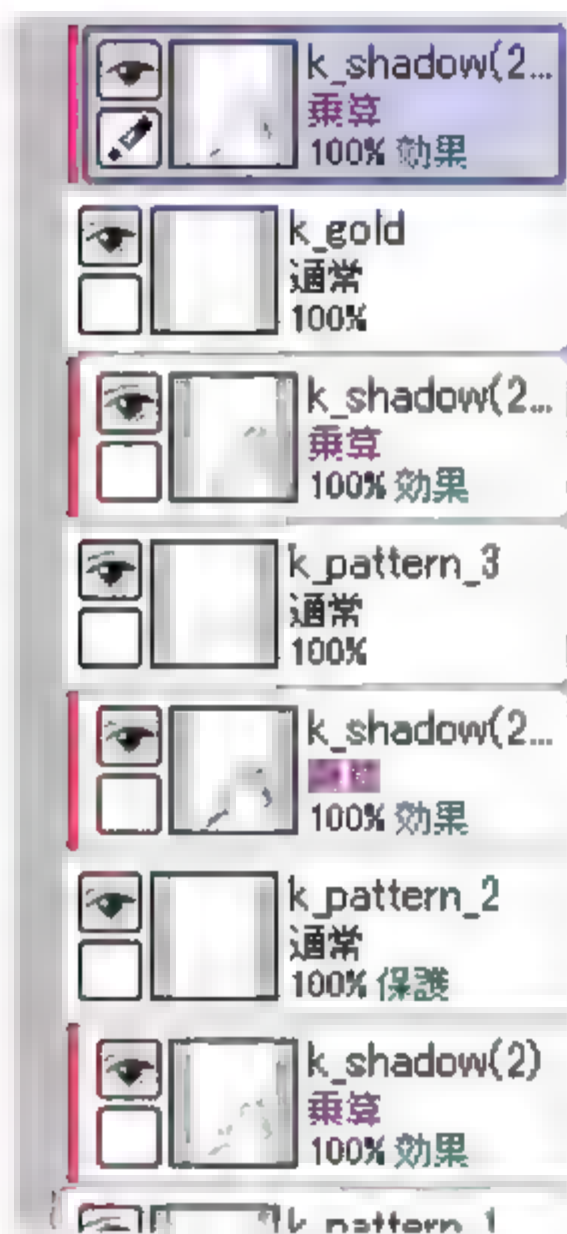 k_shadow(2...
乗算
100% 効果
k_gold
通常
100%
k_shadow(2...
乗算
100% 効果
k_pattern_3
通常
100%
k_shadow(2...
100% 効果
k_pattern_2
通常
100% 保護
k_shadow(2)
乗算
100% 効果
k_pattern_1